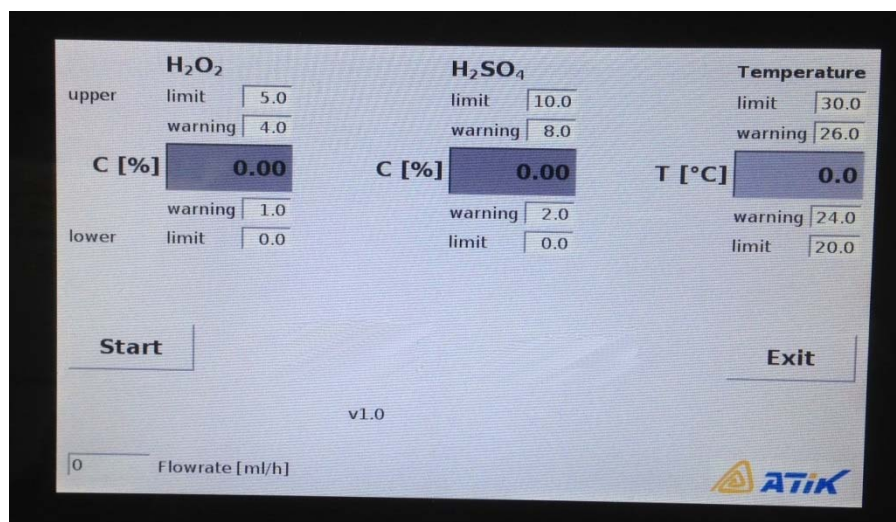 H₂O₂ H₂SO₄ Temperature
upper limit 5.0 limit 10.0 limit 30.0
warning 4.0 warning 8.0 warning 26.0
C [%] 0.00 C [%] 0.00 T [°C] 0.0
warning 1.0 warning 2.0 warning 24.0
lower limit 0.0 limit 0.0 limit 20.0
Start Exit
v1.0
0 Flowrate [ml/h]
ATiK